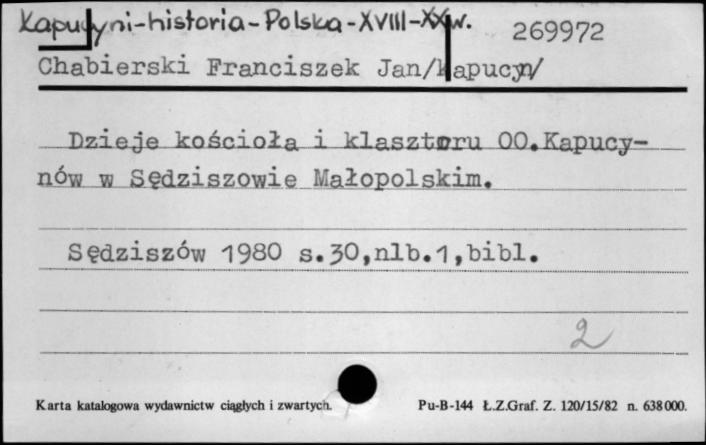 Kapucyni-historia-Polska-XVIII-XXw.
269972
Chabierski Franciszek Jan/kapucyn/
Dzieje kościoła i klasztoru OO.Kapucy-
nów w Sędziszowie Małopolskim.
Sędziszów 1980 s.30,nlb.1,bibl.
2
Karta katalogowa wydawnictw ciągłych i zwartych. Pu-B-144 Ł.Z.Graf. Z. 120/15/82 n. 638000.